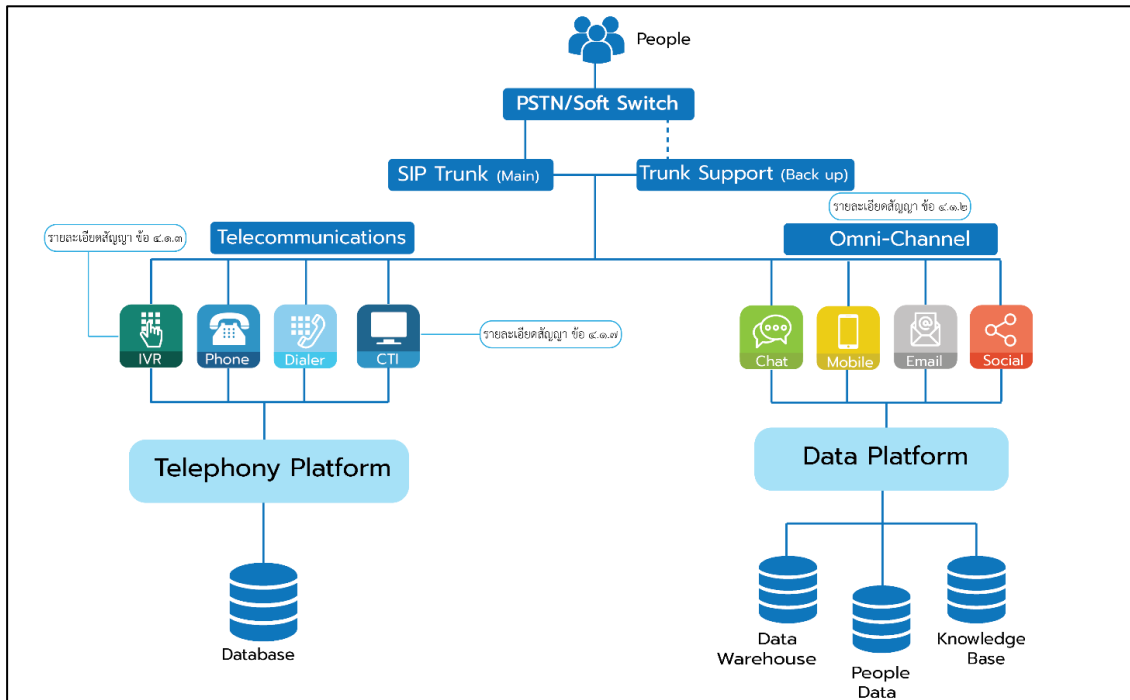 People
PSTN/Soft Switch
SIP Trunk (Main)
Trunk Support (Back up)
รายละเอียดสัญญา ข้อ ๔.๑.๒
รายละเอียดสัญญา ข้อ ๔.๑.๓
Telecommunications
Omni-Channel
IVR
Phone
Dialer
CTI
รายละเอียดสัญญา ข้อ ๔.๑.๗
Chat
Mobile
Email
Social
Telephony Platform
Data Platform
Database
Data
Warehouse
People
Data
Knowledge
Base